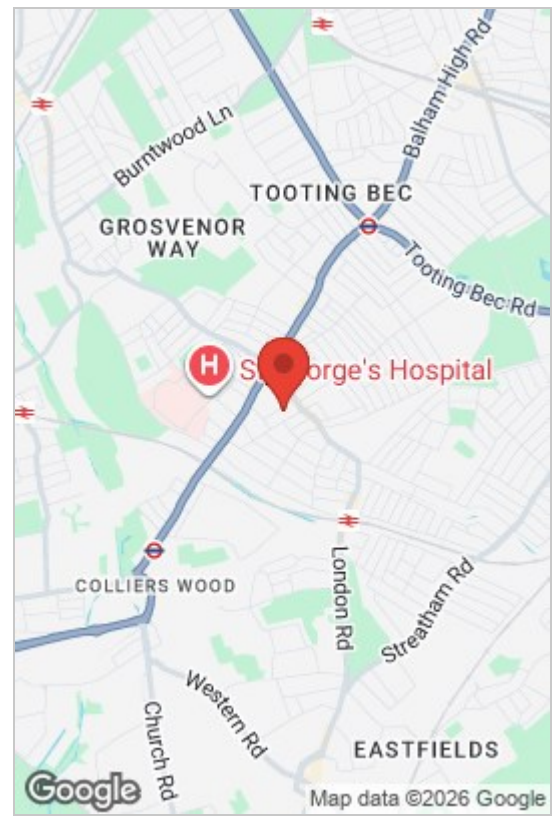 Balham High Rd
Burntwood Ln
TOOTING BEC
GROSVENOR
WAY
Tooting Bec Rd
H
orge's Hospital
COLLIERS WOOD
London Rd
Streatham Rd
Western Rd
Church Rd
EASTFIELDS
Google
Map data ©2026 Google